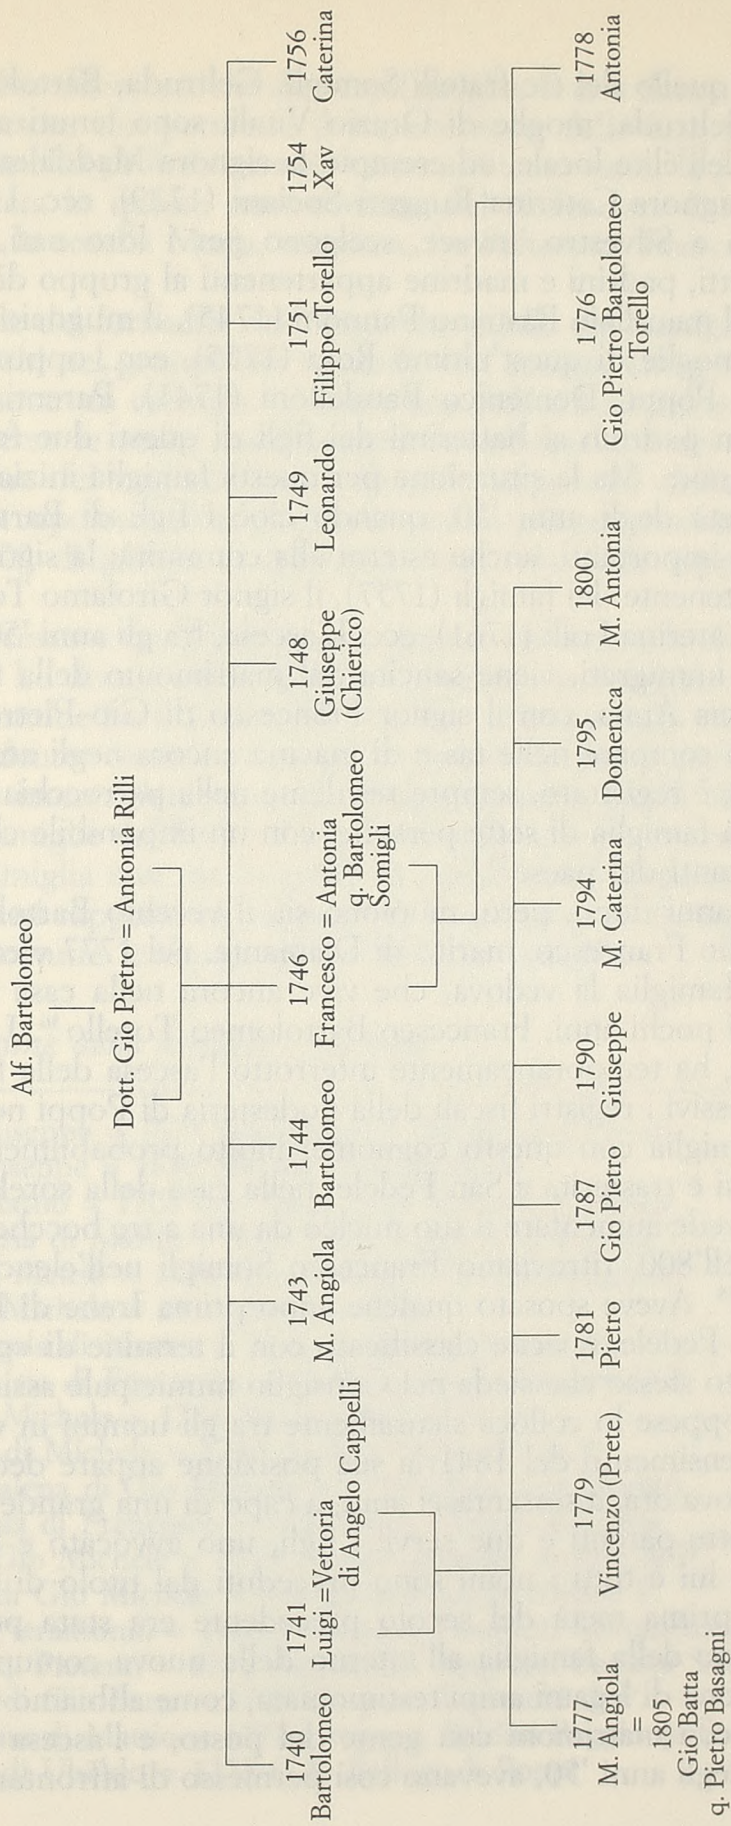 Alf. Bartolomeo
Dott. Gio Pietro = Antonia Rilli
1740
Bartolomeo
1741
Luigi = Vettoria
di Angelo Cappelli
1743
M. Angiola
1744
Bartolomeo
1746
Francesco = Antonia
q. Bartolomeo
Somigli
1748
Giuseppe
(Chierico)
1749
Leonardo
1751
Filippo Torello
1754
Xav
1756
Caterina
1777
M. Angiola
=
1805
Gio Batta
q. Pietro Basagni
1779
Vincenzo (Prete)
1781
Pietro
1787
Gio Pietro
1790
Giuseppe
1794
M. Caterina
1795
Domenica
1800
M. Antonia
1776
Gio Pietro Bartolomeo
Torello
1778
Antonia